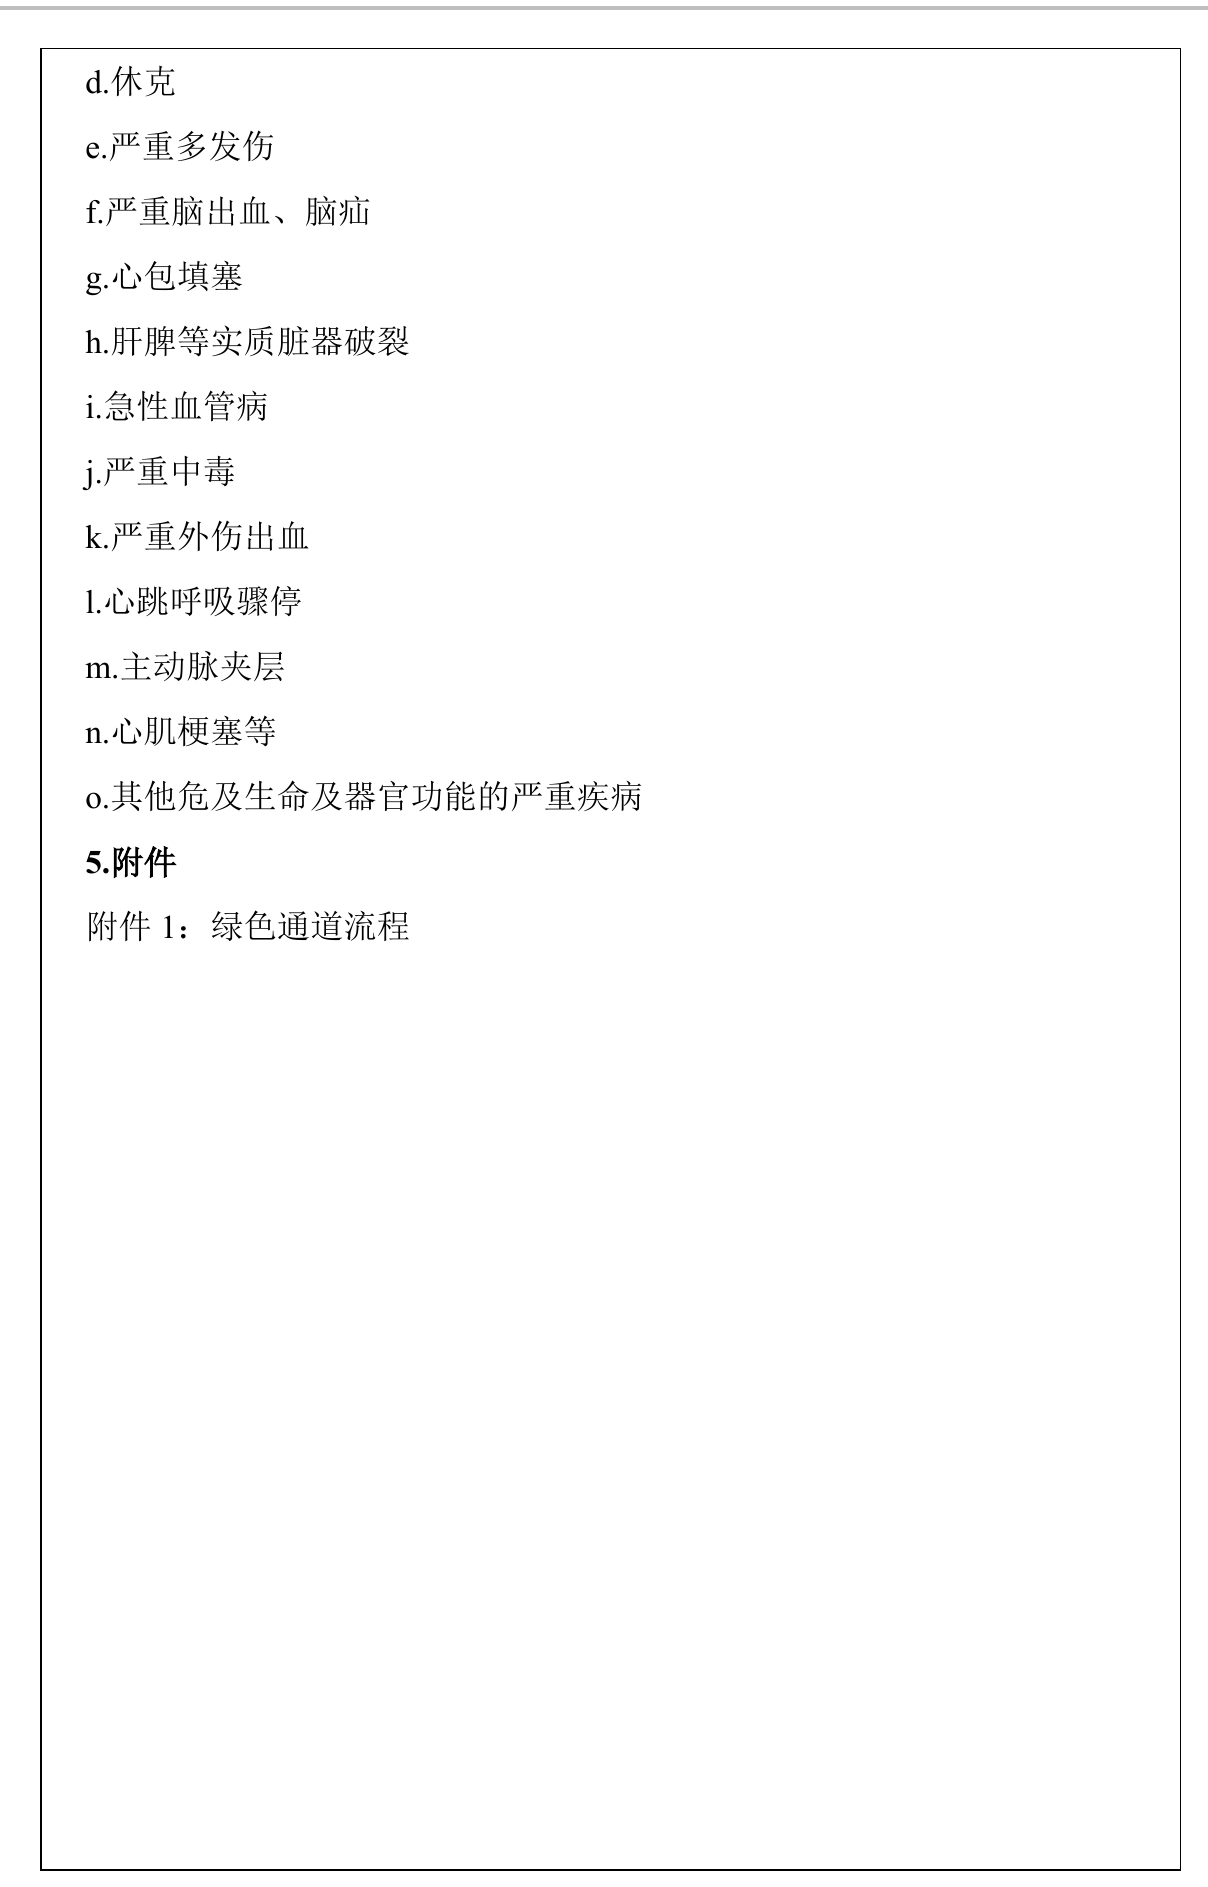 d.休克
e.严重多发伤
f.严重脑出血、脑疝
g.心包填塞
h.肝脾等实质脏器破裂
i.急性血管病
j.严重中毒
k.严重外伤出血
l.心跳呼吸骤停
m.主动脉夹层
n.心肌梗塞等
o.其他危及生命及器官功能的严重疾病
5.附件
附件 1：绿色通道流程